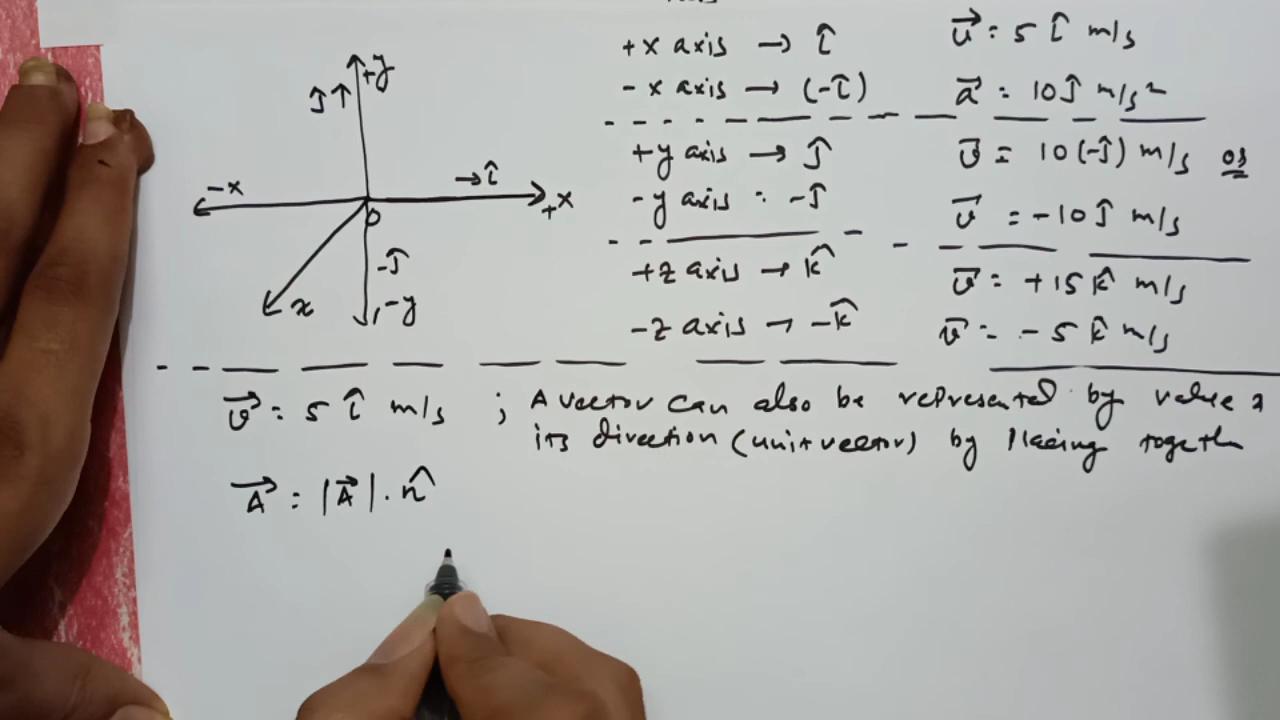 +y
ĵ↑
-x
→ î
+x
O
-ĵ
x
-y
+x axis → î
v⃗ = 5 î m/s
-x axis → (-î)
a⃗ = 10 ĵ m/s²
+y axis → ĵ
v⃗ = 10(-ĵ) m/s or
-y axis : -ĵ
v⃗ = -10 ĵ m/s
+z axis → k̂
v⃗ = +15 k̂ m/s
-z axis → -k̂
v⃗ = -5 k̂ m/s
v⃗ = 5 î m/s ; A vector can also be represented by value &
its direction (unit vector) by placing together
A⃗ = |A⃗| . n̂